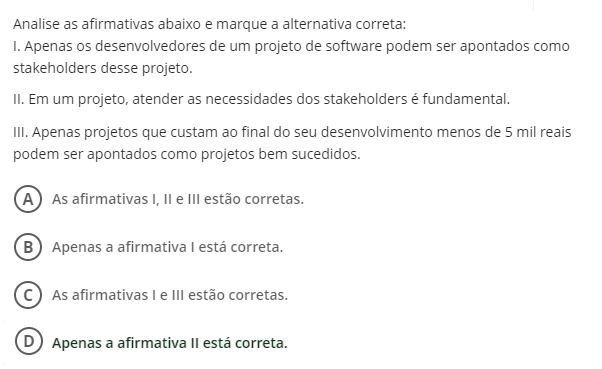 Analise as afirmativas abaixo e marque a alternativa correta:
I. Apenas os desenvolvedores de um projeto de software podem ser apontados como
stakeholders desse projeto.
II. Em um projeto, atender as necessidades dos stakeholders é fundamental.
III. Apenas projetos que custam ao final do seu desenvolvimento menos de 5 mil reais
podem ser apontados como projetos bem sucedidos.
A As afirmativas I, II e III estão corretas.
B Apenas a afirmativa I está correta.
C As afirmativas I e III estão corretas.
D Apenas a afirmativa II está correta.